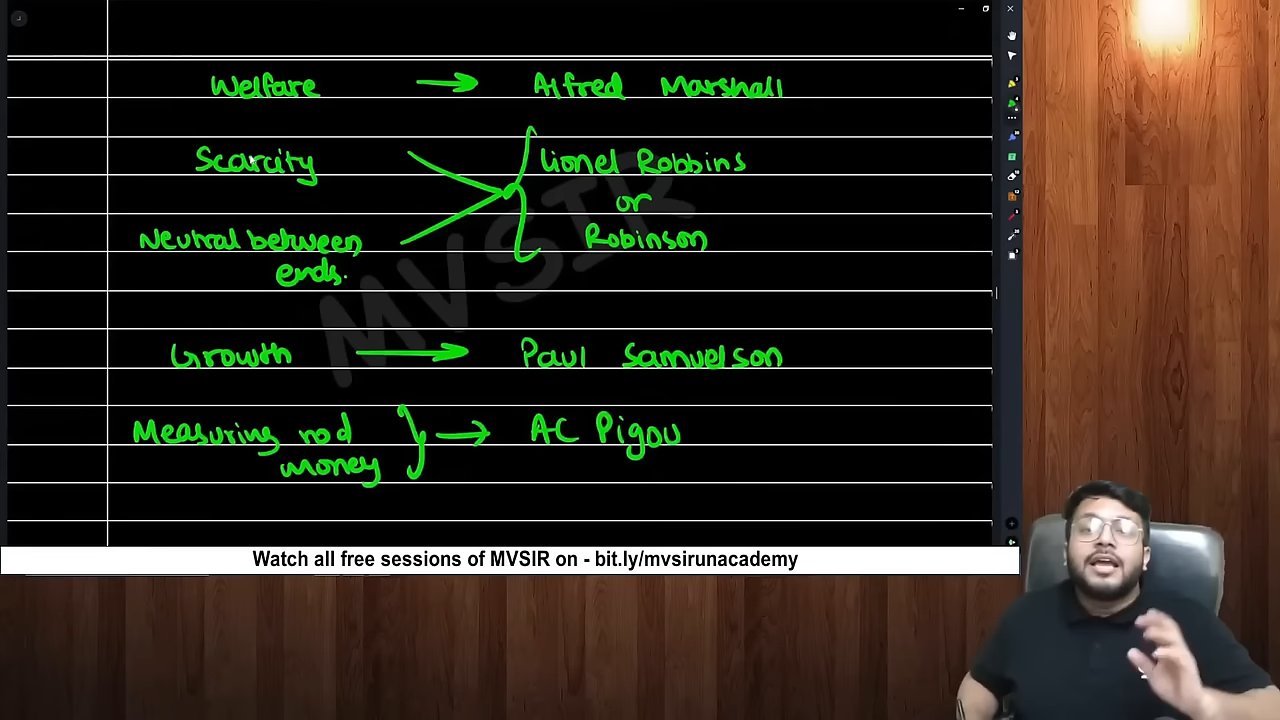 Welfare → Alfred Marshall
Scarcity
Lionel Robbins
or
Neutral between
ends.
Robinson
Growth → Paul Samuelson
Measuring rod
money
→ AC Pigou
MVSIR
Watch all free sessions of MVSIR on - bit.ly/mvsirunacademy